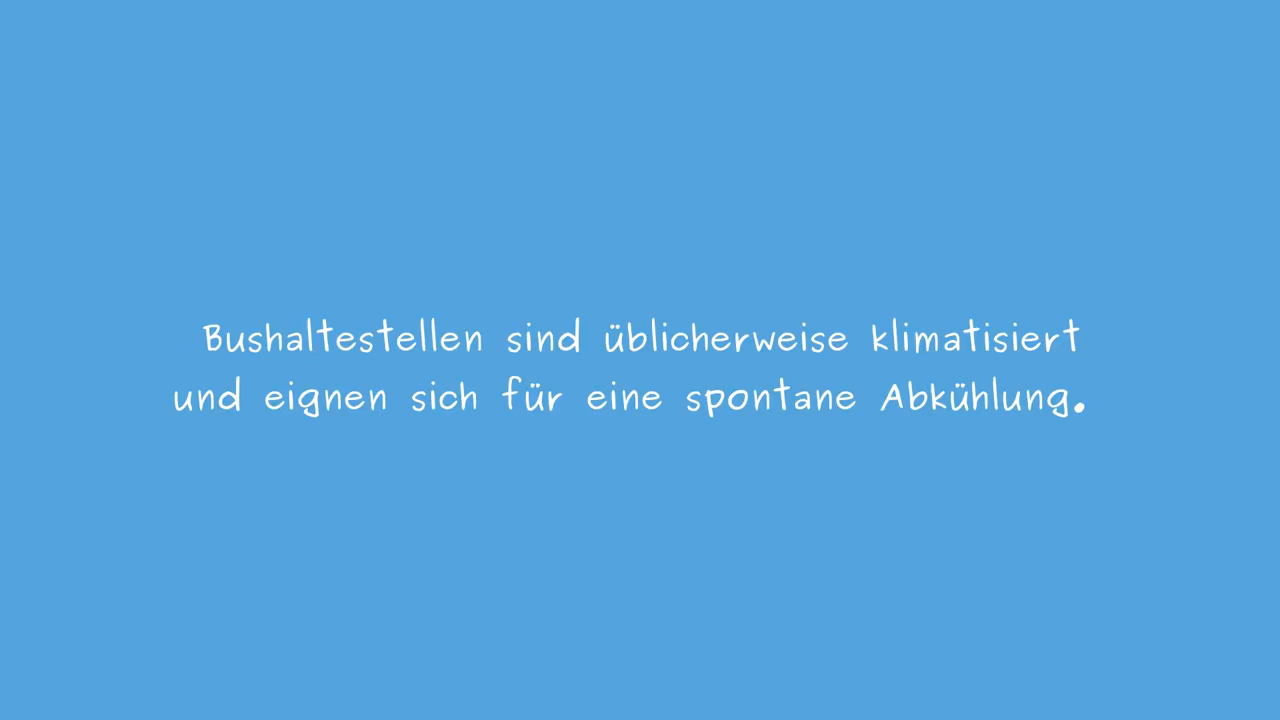 Bushaltestellen sind üblicherweise klimatisiert
und eignen sich für eine spontane Abkühlung.